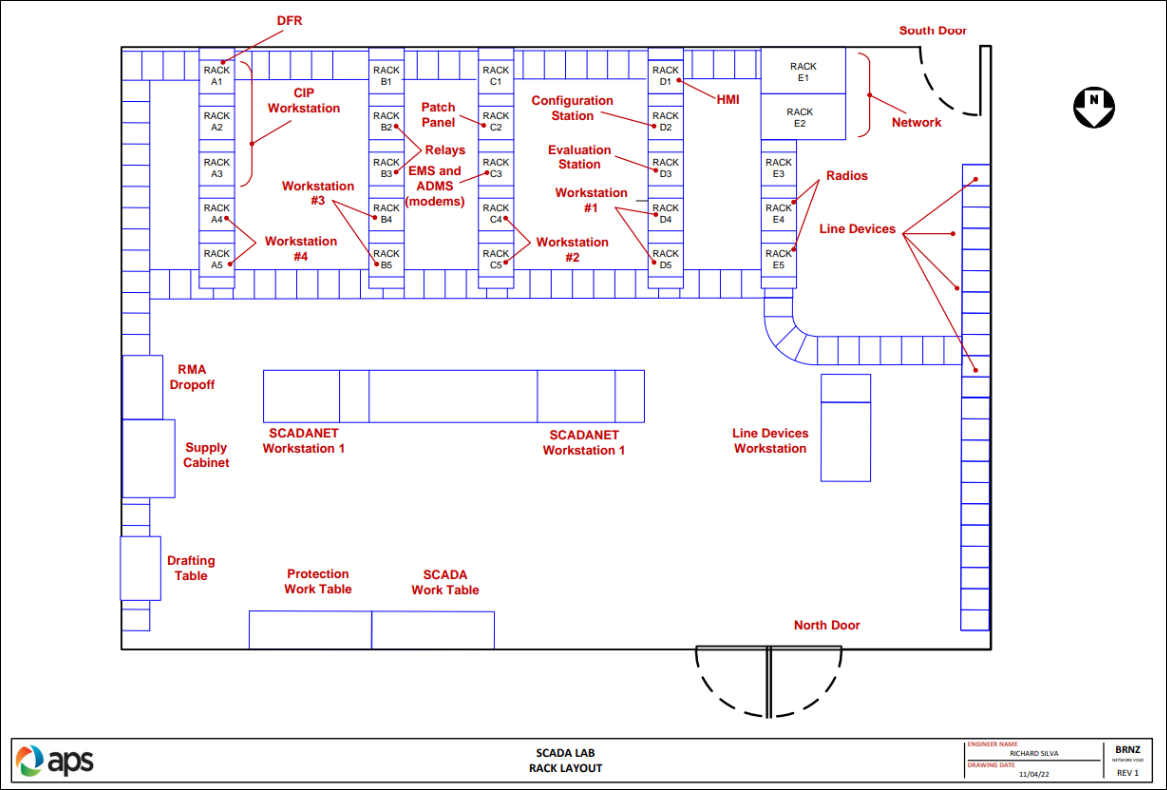 DFR
South Door
RACK
A1
RACK
B1
RACK
C1
RACK
D1
RACK
E1
N
CIP
Workstation
HMI
Configuration
Station
Patch
Panel
Network
RACK
A2
RACK
B2
RACK
C2
RACK
D2
RACK
E2
Relays
Evaluation
Station
RACK
A3
RACK
B3
EMS and
ADMS
(modems)
RACK
C3
RACK
D3
RACK
E3
Radios
Workstation
#3
Workstation
#1
RACK
A4
RACK
B4
RACK
C4
RACK
D4
RACK
E4
Line Devices
Workstation
#4
Workstation
#2
RACK
A5
RACK
B5
RACK
C5
RACK
D5
RACK
E5
RMA
Dropoff
SCADANET
Workstation 1
SCADANET
Workstation 1
Line Devices
Workstation
Supply
Cabinet
Drafting
Table
Protection
Work Table
SCADA
Work Table
North Door
aps
SCADA LAB
RACK LAYOUT
ENGINEER NAME
RICHARD SILVA
DRAWING DATE
11/04/22
BRNZ
NETWORK VISIO
REV 1